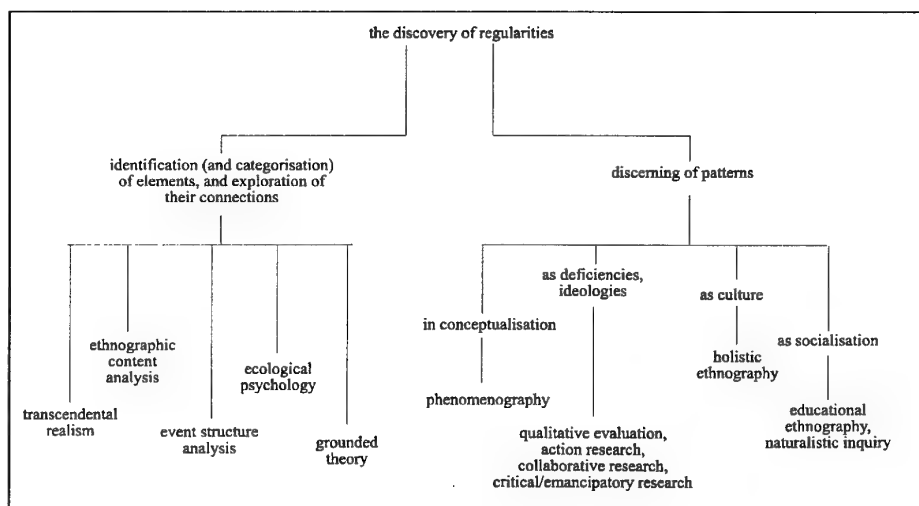 the discovery of regularities
identification (and categorisation)
of elements, and exploration of
their connections
discerning of patterns
transcendental
realism
ethnographic
content
analysis
event structure
analysis
ecological
psychology
grounded
theory
in conceptualisation
phenomenography
as deficiencies,
ideologies
qualitative evaluation,
action research,
collaborative research,
critical/emancipatory research
as culture
holistic
ethnography
as socialisation
educational
ethnography,
naturalistic inquiry